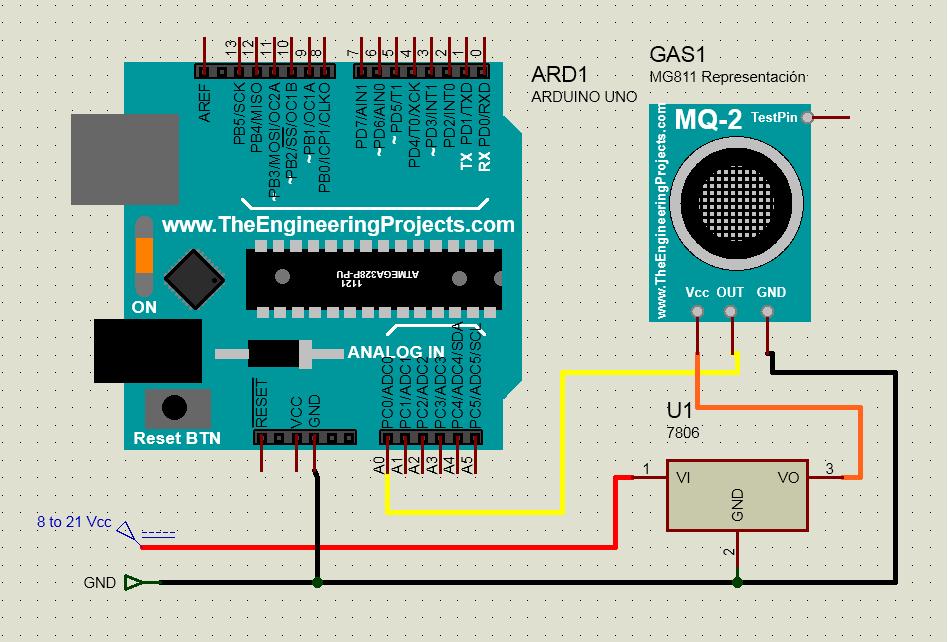 ARD1
ARDUINO UNO
GAS1
MG811 Representación
13
12
11
10
9
8
7
6
5
4
3
2
1
0
AREF
PB5/SCK
PB4/MISO
~PB3/MOSI/OC2A
~PB2/SS/OC1B
~PB1/OC1A
PB0/ICP1/CLKO
PD7/AIN1
~PD6/AIN0
~PD5/T1
PD4/T0/XCK
~PD3/INT1
PD2/INT0
TX PD1/TXD
RX PD0/RXD
www.TheEngineeringProjects.com
1121
ATMEGA328P-PU
ON
ANALOG IN
Reset BTN
RESET
VCC
GND
PC0/ADC0
PC1/ADC1
PC2/ADC2
PC3/ADC3
PC4/ADC4/SDA
PC5/ADC5/SCL
A0
A1
A2
A3
A4
A5
MQ-2
TestPin
www.TheEngineeringProjects.com
Vcc OUT GND
U1
7806
1
VI
VO
3
GND
2
8 to 21 Vcc
GND